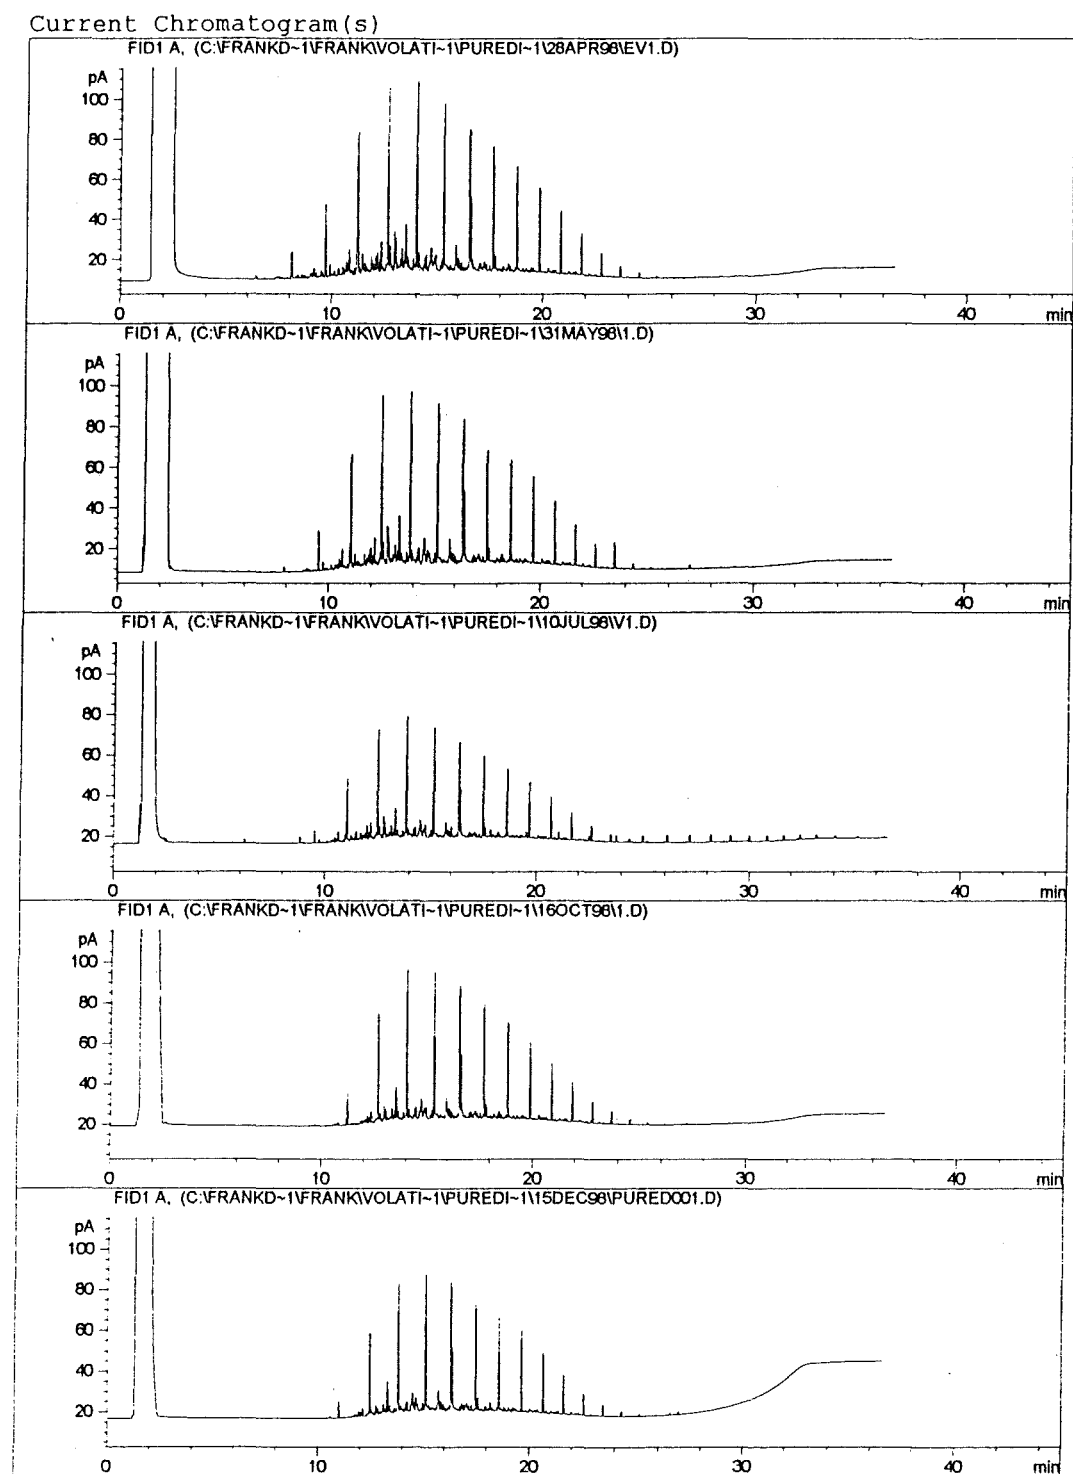 Current Chromatogram(s)
FID1 A, (C:\FRANKD~1\FRANK\VOLATI~1\PUREDI~1\28APR98\EV1.D)
pA
100
80
60
40
20
0 10 20 30 40 min
FID1 A, (C:\FRANKD~1\FRANK\VOLATI~1\PUREDI~1\31MAY98\1.D)
pA
100
80
60
40
20
0 10 20 30 40 min
FID1 A, (C:\FRANKD~1\FRANK\VOLATI~1\PUREDI~1\10JUL98\V1.D)
pA
100
80
60
40
20
0 10 20 30 40 min
FID1 A, (C:\FRANKD~1\FRANK\VOLATI~1\PUREDI~1\16OCT98\1.D)
pA
100
80
60
40
20
0 10 20 30 40 min
FID1 A, (C:\FRANKD~1\FRANK\VOLATI~1\PUREDI~1\15DEC98\PURED001.D)
pA
100
80
60
40
20
0 10 20 30 40 min